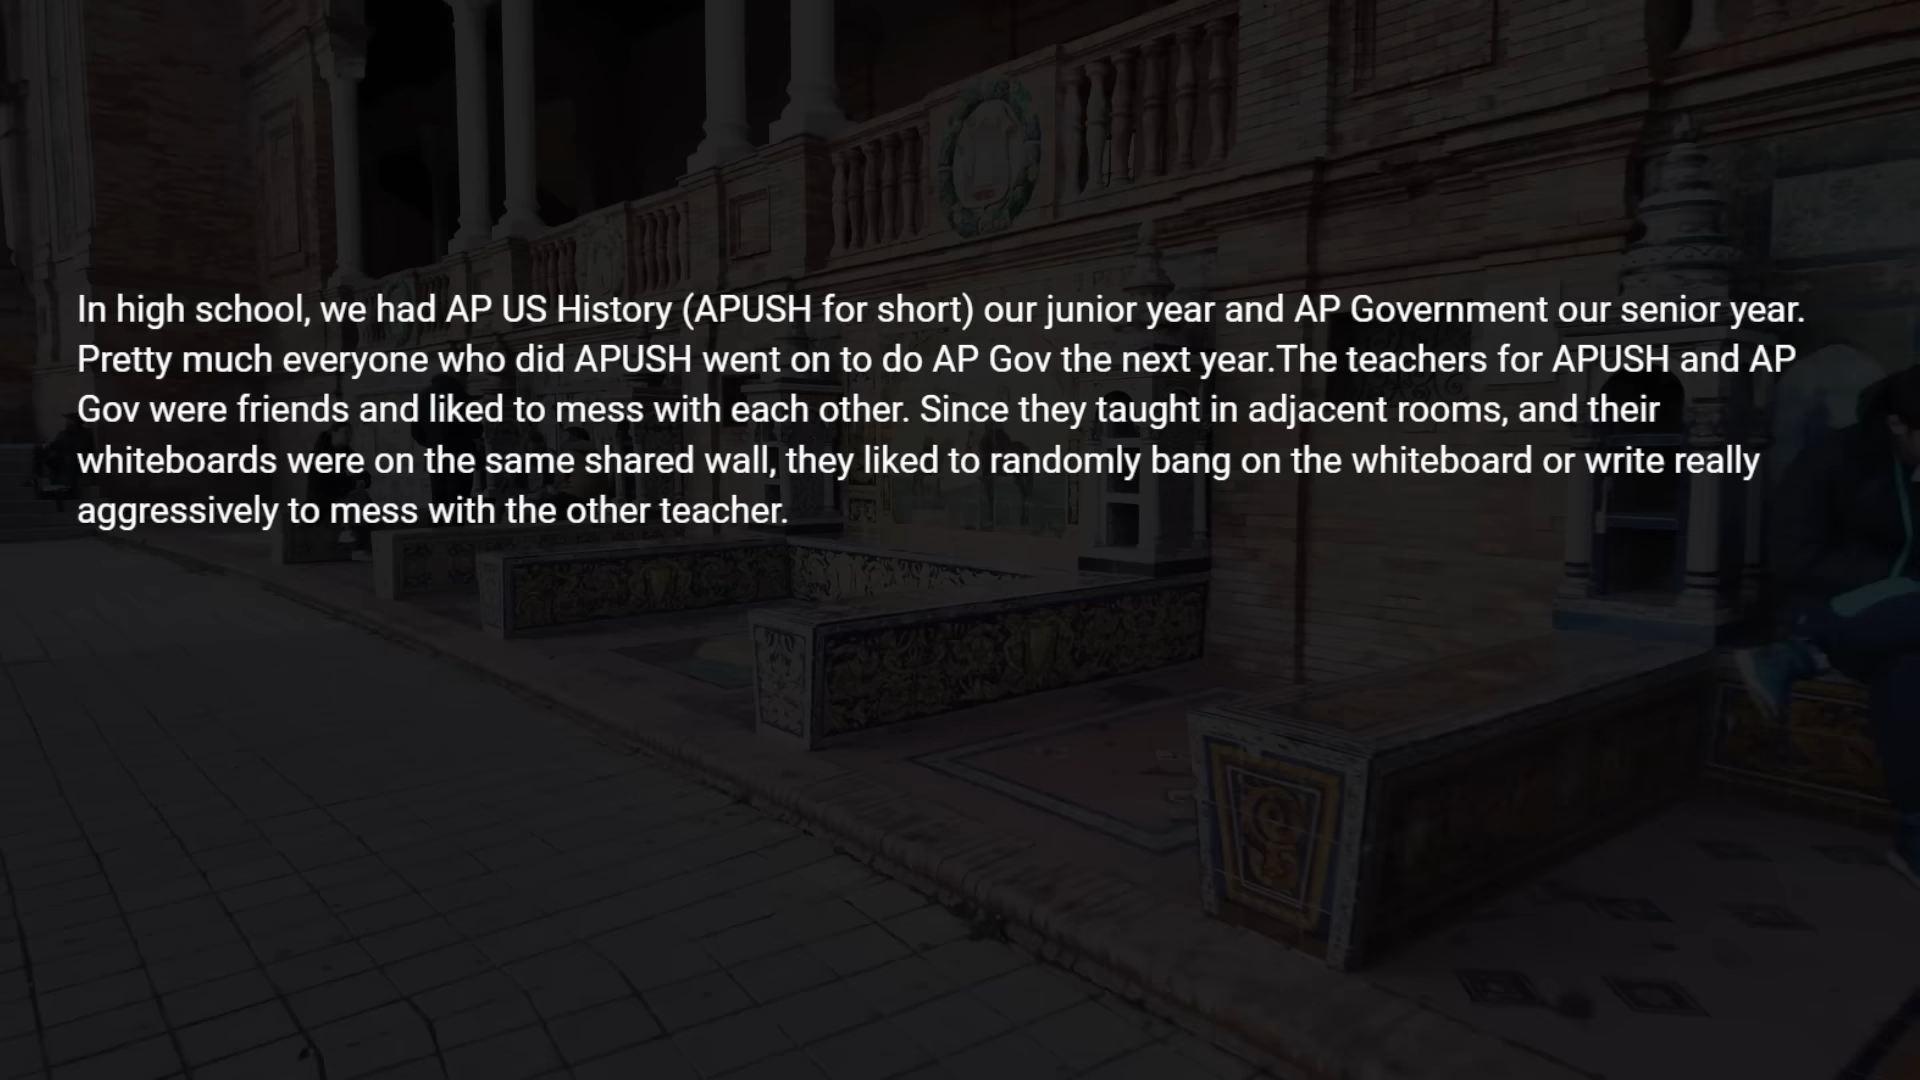 In high school, we had AP US History (APUSH for short) our junior year and AP Government our senior year.
Pretty much everyone who did APUSH went on to do AP Gov the next year.The teachers for APUSH and AP
Gov were friends and liked to mess with each other. Since they taught in adjacent rooms, and their
whiteboards were on the same shared wall, they liked to randomly bang on the whiteboard or write really
aggressively to mess with the other teacher.